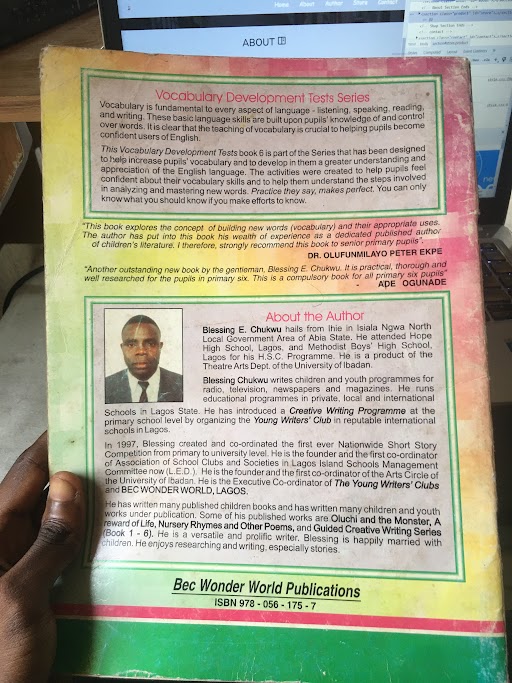 Home About Author Store Contact
ABOUT
Vocabulary Development Tests Series
Vocabulary is fundamental to every aspect of language - listening, speaking, reading,
and writing. These basic language skills are built upon pupils' knowledge of and control
over words. It is clear that the teaching of vocabulary is crucial to helping pupils become
confident users of English.
This Vocabulary Development Tests book 6 is part of the Series that has been designed
to help increase pupils' vocabulary and to develop in them a greater understanding and
appreciation of the English language. The activities were created to help pupils feel
confident about their vocabulary skills and to help them understand the steps involved
in analyzing and mastering new words. Practice they say, makes perfect. You can only
know what you should know if you make efforts to know.
"This book explores the concept of building new words (vocabulary) and their appropriate uses.
The author has put into this book his wealth of experience as a dedicated published author
of children's literature. I therefore, strongly recommend this book to senior primary pupils".
DR. OLUFUNMILAYO PETER EKPE
"Another outstanding new book by the gentleman, Blessing E. Chukwu. It is practical, thorough and
well researched for the pupils in primary six. This is a compulsory book for all primary six pupils"
- ADE OGUNADE
About the Author
Blessing E. Chukwu hails from Ihie in Isiala Ngwa North
Local Government Area of Abia State. He attended Hope
High School, Lagos, and Methodist Boys' High School,
Lagos for his H.S.C. Programme. He is a product of the
Theatre Arts Dept. of the University of Ibadan.
Blessing Chukwu writes children and youth programmes for
radio, television, newspapers and magazines. He runs
educational programmes in private, local and international
Schools in Lagos State. He has introduced a Creative Writing Programme at the
primary school level by organizing the Young Writers' Club in reputable international
schools in Lagos.
In 1997, Blessing created and co-ordinated the first ever Nationwide Short Story
Competition from primary to university level. He is the founder and the first co-ordinator
of Association of School Clubs and Societies in Lagos Island Schools Management
Committee now (L.E.D.). He is the founder and the first co-ordinator of the Arts Circle of
the University of Ibadan. He is the Executive Co-ordinator of The Young Writers' Clubs
and BEC WONDER WORLD, LAGOS.
He has written many published children books and has written many children and youth
works under publication. Some of his published works are Oluchi and the Monster, A
reward of Life, Nursery Rhymes and Other Poems, and Guided Creative Writing Series
(Book 1 - 6). He is a versatile and prolific writer. Blessing is happily married with
children. He enjoys researching and writing, especially stories.
Bec Wonder World Publications
ISBN 978 - 056 - 175 - 7